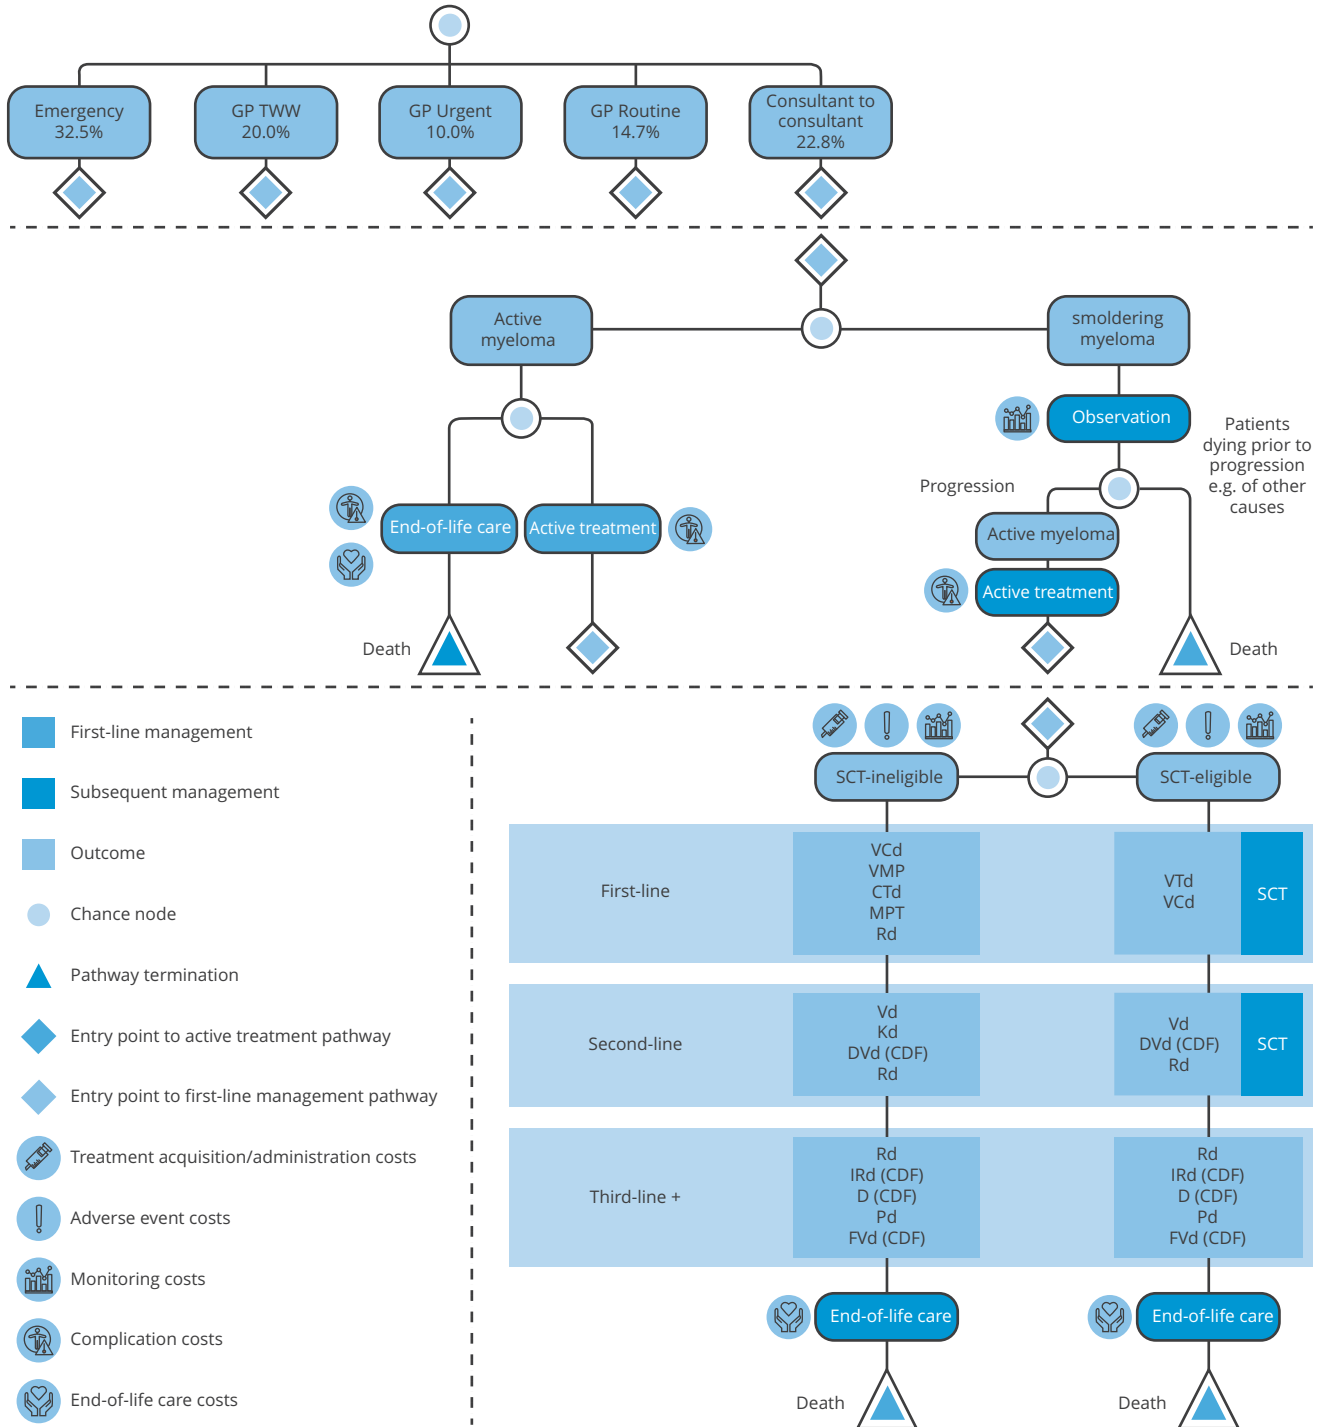 Emergency
32.5%
GP TWW
20.0%
GP Urgent
10.0%
GP Routine
14.7%
Consultant to
consultant
22.8%
Active
myeloma
smoldering
myeloma
Observation
Patients
dying prior to
progression
e.g. of other
causes
Progression
End-of-life care
Active treatment
Active myeloma
Active treatment
Death
Death
First-line management
Subsequent management
Outcome
Chance node
Pathway termination
Entry point to active treatment pathway
Entry point to first-line management pathway
Treatment acquisition/administration costs
Adverse event costs
Monitoring costs
Complication costs
End-of-life care costs
SCT-ineligible
SCT-eligible
First-line
VCd
VMP
CTd
MPT
Rd
VTd
VCd
SCT
Second-line
Vd
Kd
DVd (CDF)
Rd
Vd
DVd (CDF)
Rd
SCT
Third-line +
Rd
IRd (CDF)
D (CDF)
Pd
FVd (CDF)
Rd
IRd (CDF)
D (CDF)
Pd
FVd (CDF)
End-of-life care
End-of-life care
Death
Death